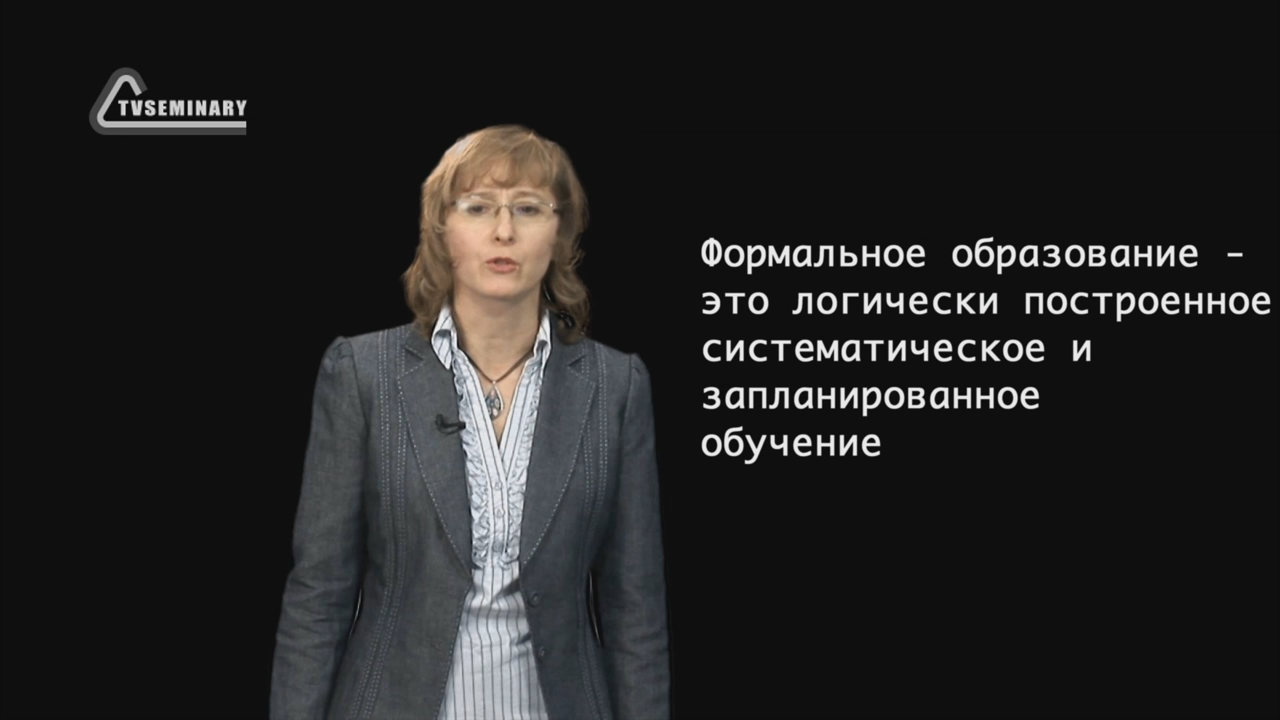 TVSEMINARY
Формальное образование -
это логически построенное
систематическое и
запланированное
обучение